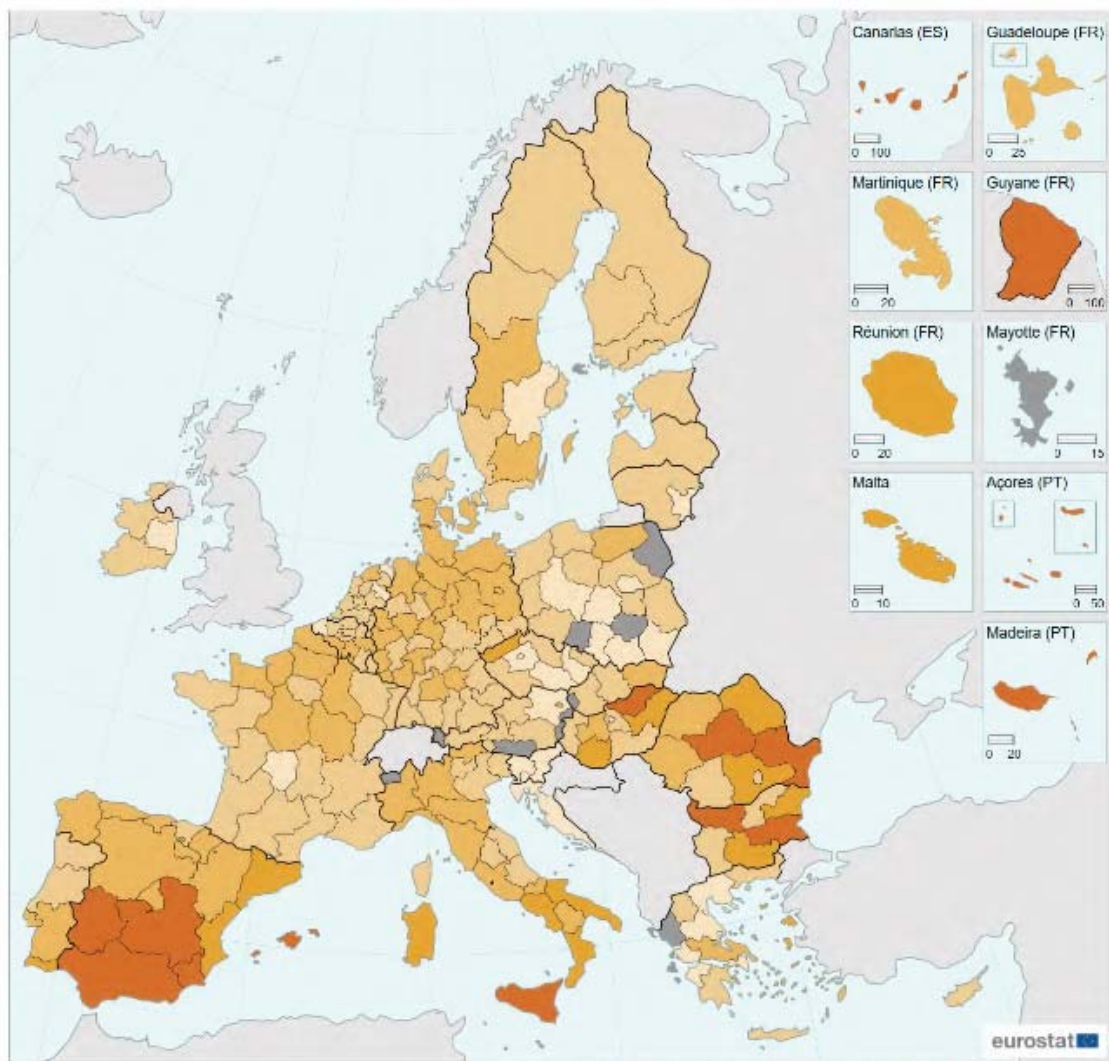 Canarias (ES)
0 100
Guadeloupe (FR)
0 25
Martinique (FR)
0 20
Guyane (FR)
0 100
Réunion (FR)
0 20
Mayotte (FR)
0 15
Malta
0 10
Açores (PT)
0 50
Madeira (PT)
0 20
eurostat